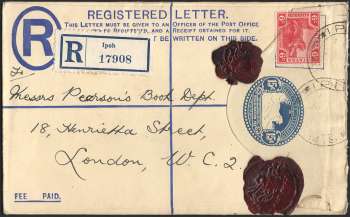 REGISTERED LETTER.
THIS LETTER MUST BE GIVEN TO AN OFFICER OF THE POST OFFICE
TO BE REGISTERED, AND A RECEIPT OBTAINED FOR IT.
T BE WRITTEN ON THIS SIDE.
R
R
Ipoh
17908
To
Messrs Pearson's Book Dept.
18, Henrietta Street,
London, W. C. 2.
FEE PAID.